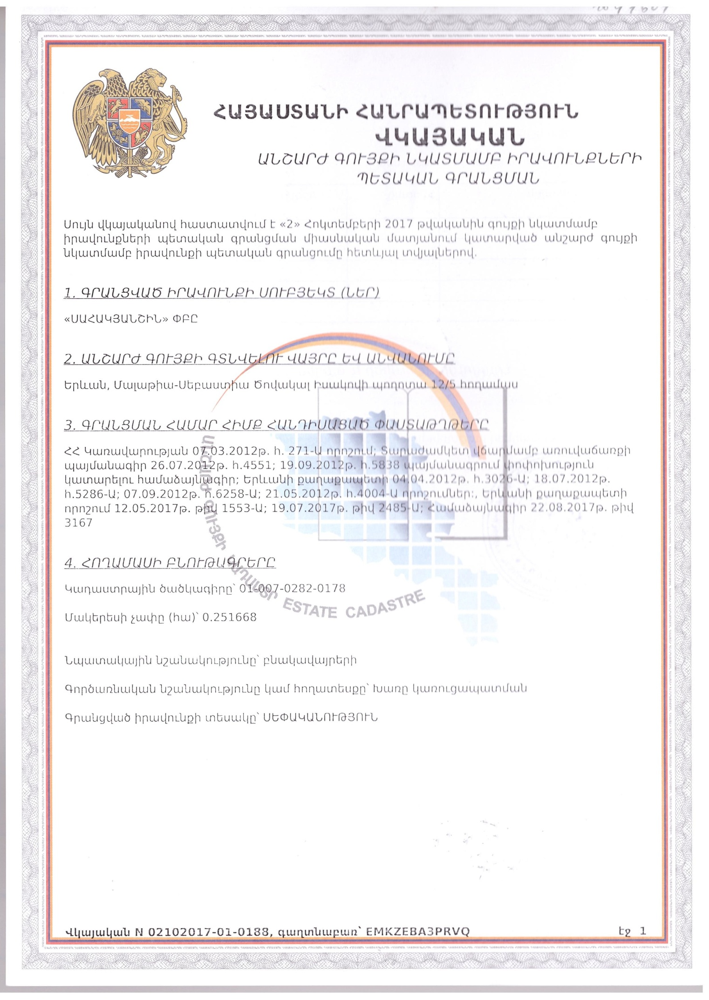 ՀԱՅԱՍՏԱՆԻ ՀԱՆՐԱՊԵՏՈՒԹՅՈՒՆ
ՎԿԱՅԱԿԱՆ
ԱՆՇԱՐԺ ԳՈՒՅՔԻ ՆԿԱՏՄԱՄԲ ԻՐԱՎՈՒՆՔՆԵՐԻ
ՊԵՏԱԿԱՆ ԳՐԱՆՑՄԱՆ
Սույն վկայականով հաստատվում է «2» Հոկտեմբերի 2017 թվականին գույքի նկատմամբ
իրավունքների պետական գրանցման միասնական մատյանում կատարված անշարժ գույքի
նկատմամբ իրավունքի պետական գրանցումը հետևյալ տվյալներով.
1. ԳՐԱՆՑՎԱԾ ԻՐԱՎՈՒՆՔԻ ՍՈՒԲՅԵԿՏ (ՆԵՐ)
«ՍԱՀԱԿՅԱՆՇԻՆ» ՓԲԸ
2. ԱՆՇԱՐԺ ԳՈՒՅՔԻ ԳՏՆՎԵԼՈՒ ՎԱՅՐԸ ԵՎ ԱՆՎԱՆՈՒՄԸ
Երևան, Մալաթիա-Սեբաստիա Ծովակալ Իսակովի պողոտա 12/5 հողամաս
3. ԳՐԱՆՑՄԱՆ ՀԱՄԱՐ ՀԻՄՔ ՀԱՆԴԻՍԱՑԱԾ ՓԱՍՏԱԹՂԹԵՐԸ
ՀՀ Կառավարության 07.03.2012թ. հ. 271-Ա որոշում; Տարաժամկետ վճարմամբ առուվաճառքի
պայմանագիր 26.07.2012թ. հ.4551; 19.09.2012թ. հ.5838 պայմանագրում փոփոխություն
կատարելու համաձայնագիր; Երևանի քաղաքապետի 04.04.2012թ. հ.3026-Ա; 18.07.2012թ.
հ.5286-Ա; 07.09.2012թ. հ.6258-Ա; 21.05.2012թ. հ.4004-Ա որոշումներ:, Երևանի քաղաքապետի
որոշում 12.05.2017թ. թիվ 1553-Ա; 19.07.2017թ. թիվ 2485-Ա; Համաձայնագիր 22.08.2017թ. թիվ
3167
4. ՀՈՂԱՄԱՍԻ ԲՆՈՒԹԱԳՐԵՐԸ
Կադաստրային ծածկագիրը՝ 01-007-0282-0178
ԳՈՒՅՔԻ ԿԱԴԱՍՏՐ ESTATE CADASTRE
Մակերեսի չափը (հա)՝ 0.251668
Նպատակային նշանակությունը՝ բնակավայրերի
Գործառնական նշանակությունը կամ հողատեսքը՝ Խառը կառուցապատման
Գրանցված իրավունքի տեսակը՝ ՍԵՓԱԿԱՆՈՒԹՅՈՒՆ
Վկայական N 02102017-01-0188, գաղտնաբառ՝ EMKZEBA3PRVQ
էջ 1